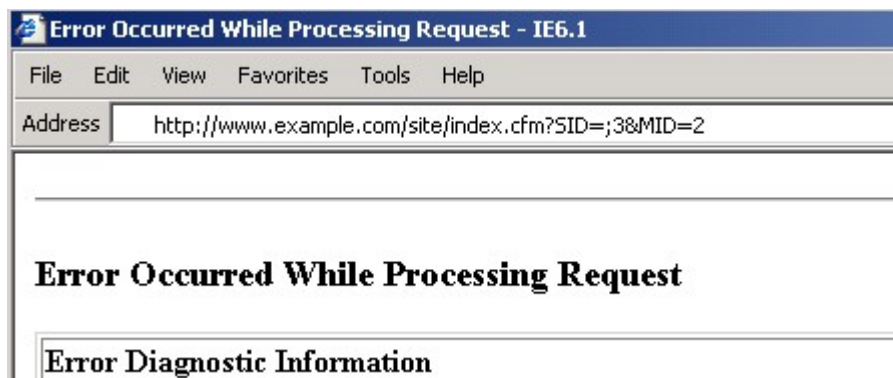 Error Occurred While Processing Request - IE6.1
File Edit View Favorites Tools Help
Address http://www.example.com/site/index.cfm?SID=;3&MID=2
Error Occurred While Processing Request
Error Diagnostic Information